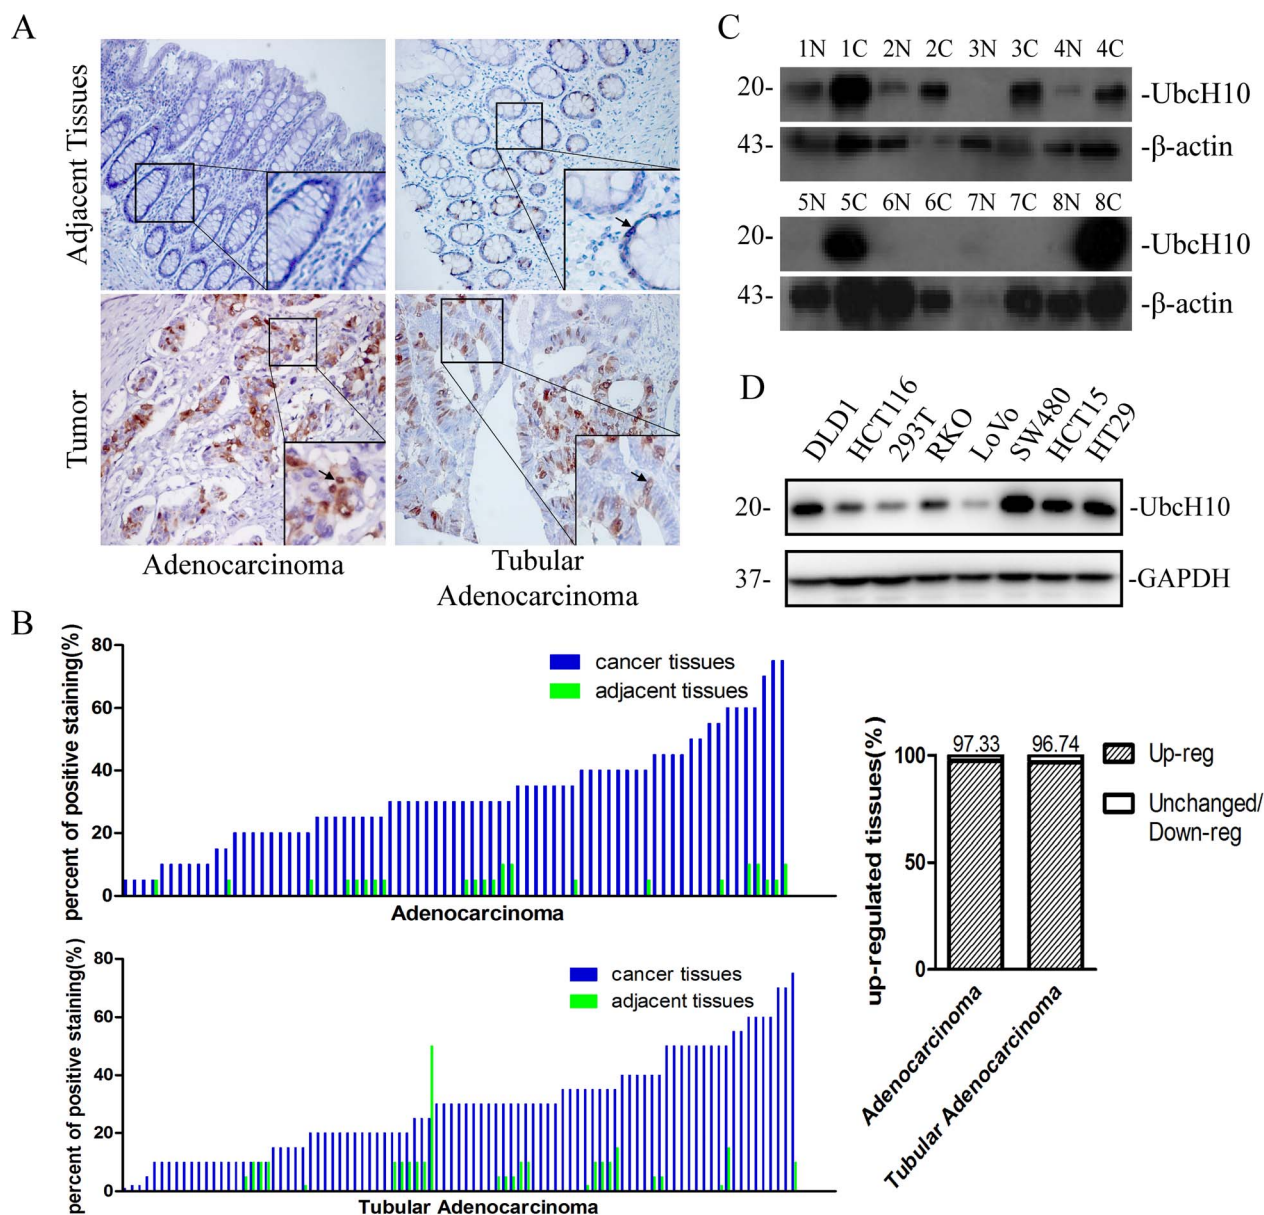 A
Adjacent Tissues
Tumor
Adenocarcinoma
Tubular
Adenocarcinoma
B
80
60
40
20
0
percent of positive staining(%)
cancer tissues
adjacent tissues
Adenocarcinoma
80
60
40
20
0
percent of positive staining(%)
cancer tissues
adjacent tissues
Tubular Adenocarcinoma
up-regulated tissues(%)
100
50
0
97.33 96.74
Up-reg
Unchanged/
Down-reg
Adenocarcinoma
Tubular Adenocarcinoma
C
1N 1C 2N 2C 3N 3C 4N 4C
20- -UbcH10
43- -β-actin
5N 5C 6N 6C 7N 7C 8N 8C
20- -UbcH10
43- -β-actin
D
DLD1 HCT116 293T RKO LoVo SW480 HCT15 HT29
20- -UbcH10
37- -GAPDH